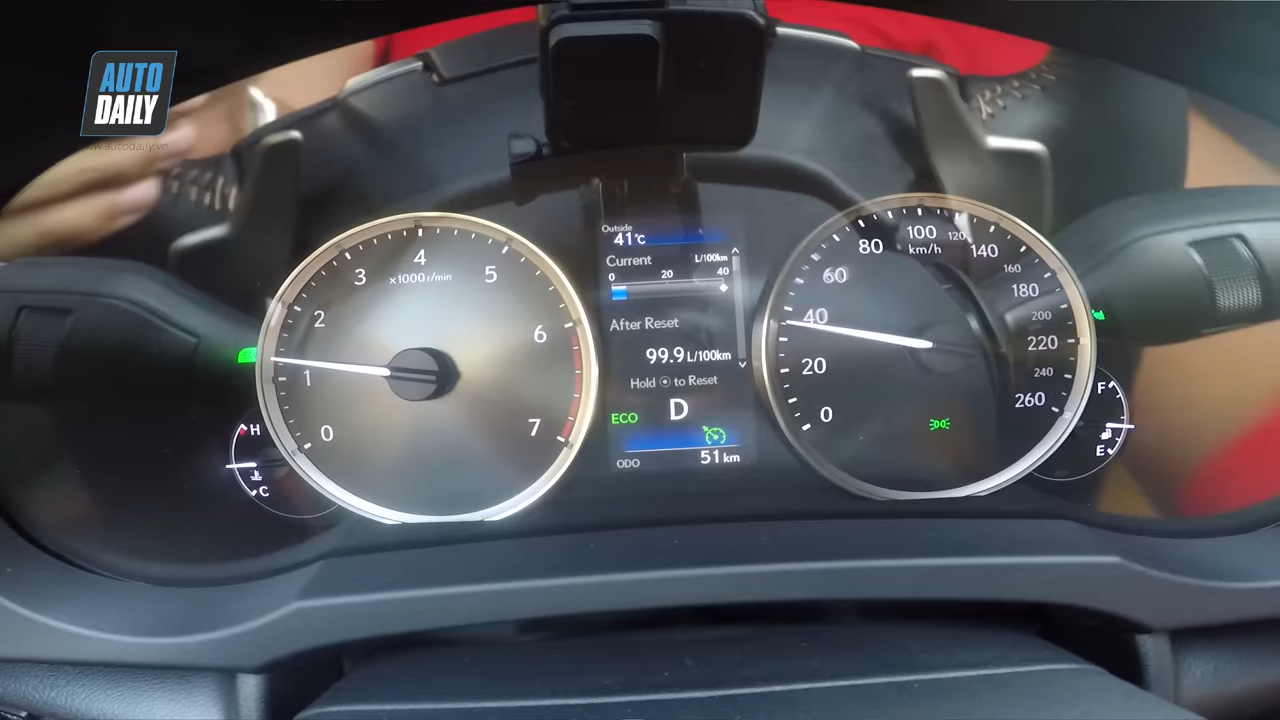 AUTO
DAILY
www.autodaily.vn
0
1
2
3
4
5
6
7
x1000 r/min
H
C
Outside
41°C
Current L/100km
0 20 40
After Reset
99.9 L/100km
Hold ⊙ to Reset
ECO D
ODO 51 km
0
20
40
60
80
100
120
140
160
180
200
220
240
260
km/h
F
E